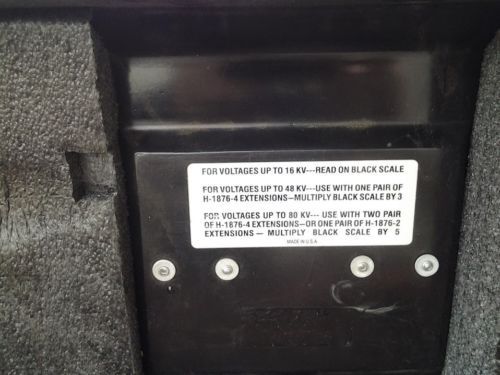 FOR VOLTAGES UP TO 16 KV---READ ON BLACK SCALE
FOR VOLTAGES UP TO 48 KV---USE WITH ONE PAIR OF
H-1876-4 EXTENSIONS—MULTIPLY BLACK SCALE BY 3
FOR VOLTAGES UP TO 80 KV--- USE WITH TWO PAIR
OF H-1876-4 EXTENSIONS—OR ONE PAIR OF H-1876-2
EXTENSIONS — MULTIPLY BLACK SCALE BY 5
MADE IN U.S.A.